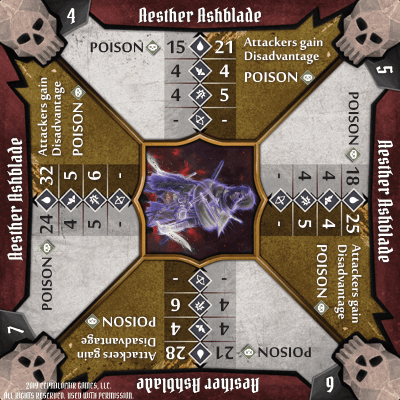 4
Aesther Ashblade
POISON 15 21 Attackers gain
Disadvantage
4 4 POISON
4 5
- -
5
Aesther Ashblade
POISON 18 25 Attackers gain
Disadvantage
4 4 POISON
4 5
- -
6
Aesther Ashblade
POISON 21 28 Attackers gain
Disadvantage
4 4 POISON
4 6
- -
7
Aesther Ashblade
POISON 24 32 Attackers gain
Disadvantage
5 5 POISON
5 6
- -
2019 CEPHALOFAIR GAMES, LLC.
ALL RIGHTS RESERVED. USED WITH PERMISSION.